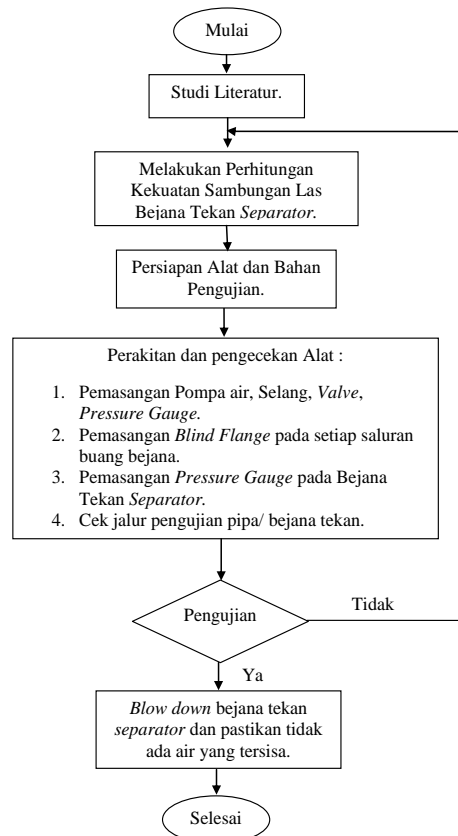 Mulai
Studi Literatur.
Melakukan Perhitungan
Kekuatan Sambungan Las
Bejana Tekan Separator.
Persiapan Alat dan Bahan
Pengujian.
Perakitan dan pengecekan Alat :
1. Pemasangan Pompa air, Selang, Valve,
Pressure Gauge.
2. Pemasangan Blind Flange pada setiap saluran
buang bejana.
3. Pemasangan Pressure Gauge pada Bejana
Tekan Separator.
4. Cek jalur pengujian pipa/ bejana tekan.
Pengujian
Tidak
Ya
Blow down bejana tekan
separator dan pastikan tidak
ada air yang tersisa.
Selesai